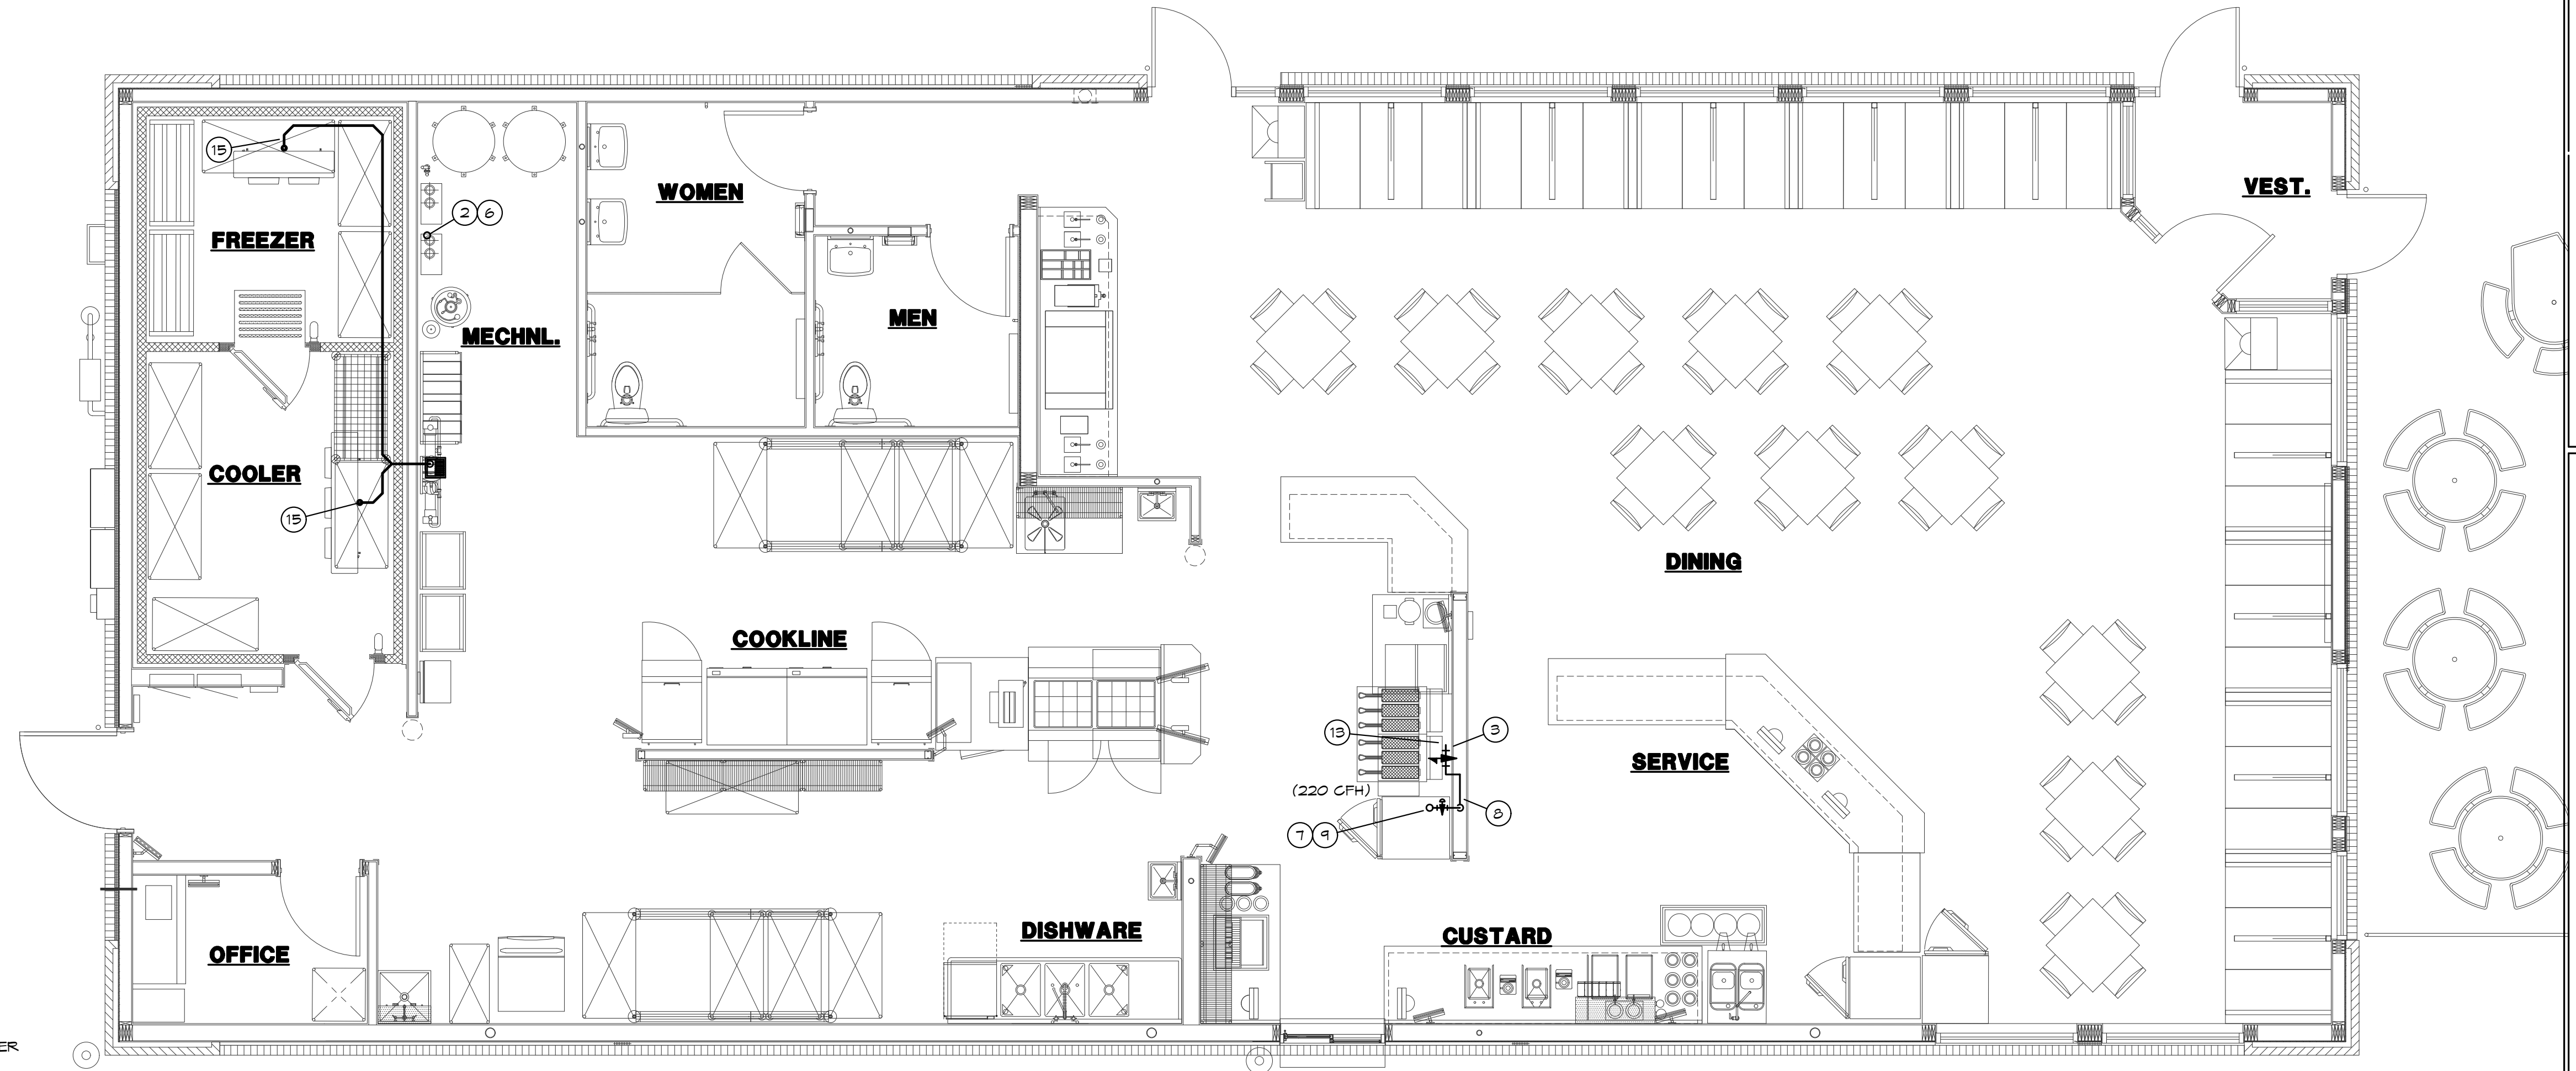 15
2 6
WOMEN
VEST.
FREEZER
MEN
MECHNL.
COOLER
15
DINING
COOKLINE
13
3
SERVICE
(220 CFH)
8
7 9
DISHWARE
CUSTARD
OFFICE
ER